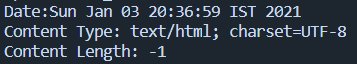 Date:Sun Jan 03 20:36:59 IST 2021
Content Type: text/html; charset=UTF-8
Content Length: -1